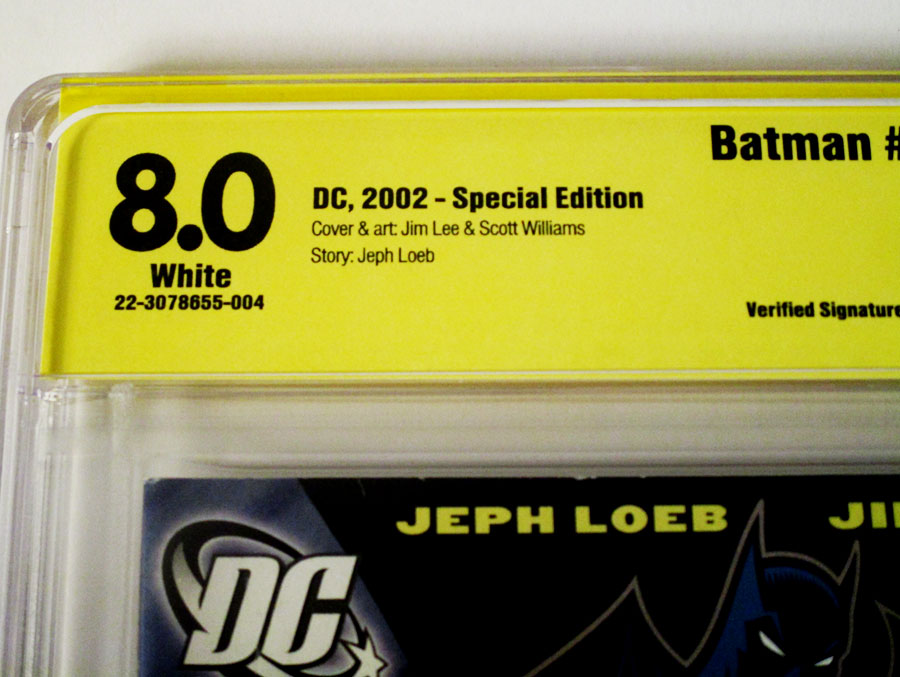 Batman #
8.0
DC, 2002 - Special Edition
Cover & art: Jim Lee & Scott Williams
Story: Jeph Loeb
White
22-3078655-004
Verified Signature
JEPH LOEB
JI
DC